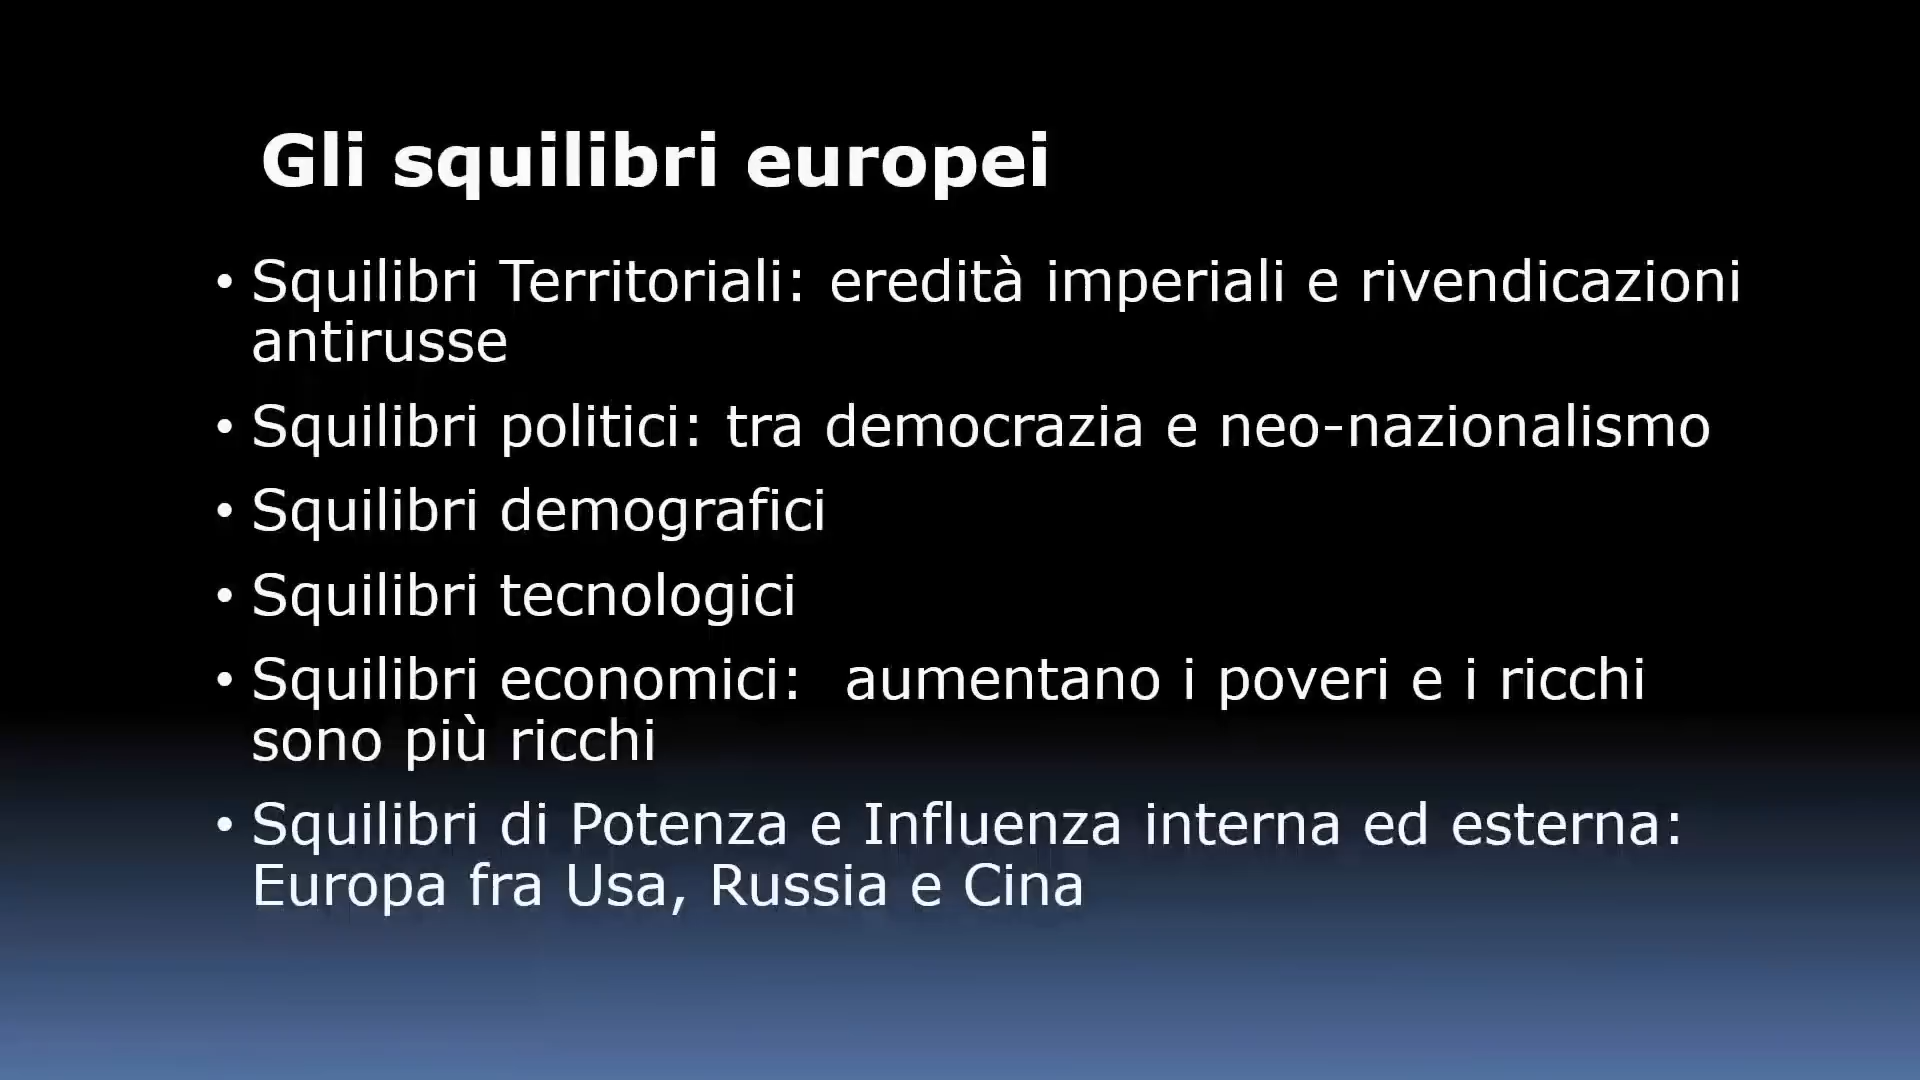 Gli squilibri europei
• Squilibri Territoriali: eredità imperiali e rivendicazioni
antirusse
• Squilibri politici: tra democrazia e neo-nazionalismo
• Squilibri demografici
• Squilibri tecnologici
• Squilibri economici:  aumentano i poveri e i ricchi
sono più ricchi
• Squilibri di Potenza e Influenza interna ed esterna:
Europa fra Usa, Russia e Cina